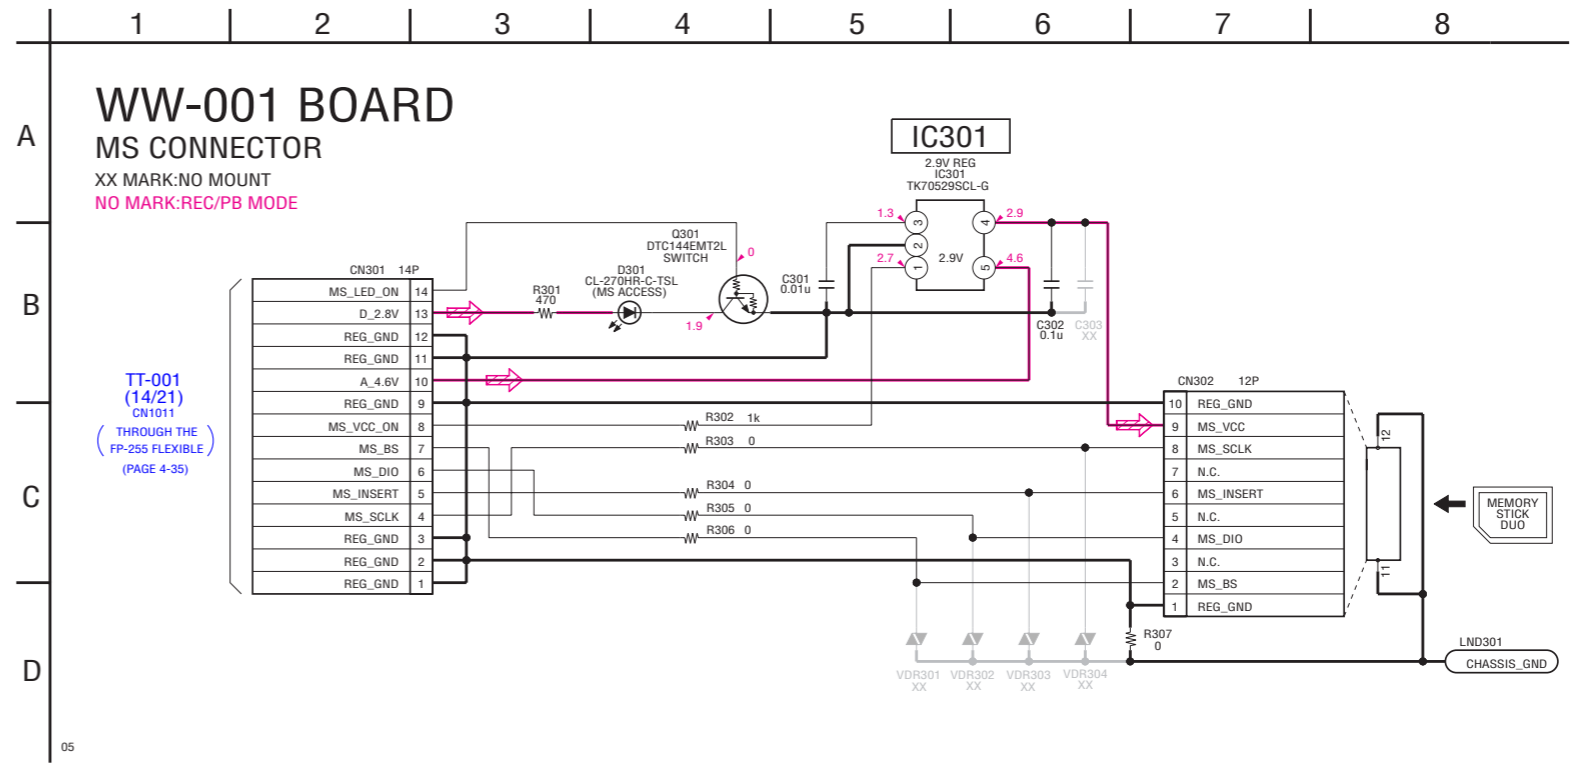 1 2 3 4 5 6 7 8
A
B
C
D
WW-001 BOARD
MS CONNECTOR
XX MARK:NO MOUNT
NO MARK:REC/PB MODE
IC301
2.9V REG
IC301
TK70529SCL-G
1.3
3
4
2.9
2
2.9V
2.7
1
5
4.6
Q301
DTC144EMT2L
SWITCH
0
1.9
D301
CL-270HR-C-TSL
(MS ACCESS)
R301
470
C301
0.01u
C302
0.1u
C303
XX
CN301 14P
MS_LED_ON 14
D_2.8V 13
REG_GND 12
REG_GND 11
A_4.6V 10
REG_GND 9
MS_VCC_ON 8
MS_BS 7
MS_DIO 6
MS_INSERT 5
MS_SCLK 4
REG_GND 3
REG_GND 2
REG_GND 1
TT-001
(14/21)
CN1011
( THROUGH THE
FP-255 FLEXIBLE )
(PAGE 4-35)
R302 1k
R303 0
R304 0
R305 0
R306 0
CN302 12P
10 REG_GND
9 MS_VCC
8 MS_SCLK
7 N.C.
6 MS_INSERT
5 N.C.
4 MS_DIO
3 N.C.
2 MS_BS
1 REG_GND
12
11
MEMORY
STICK
DUO
R307
0
VDR301
XX
VDR302
XX
VDR303
XX
VDR304
XX
LND301
CHASSIS_GND
05